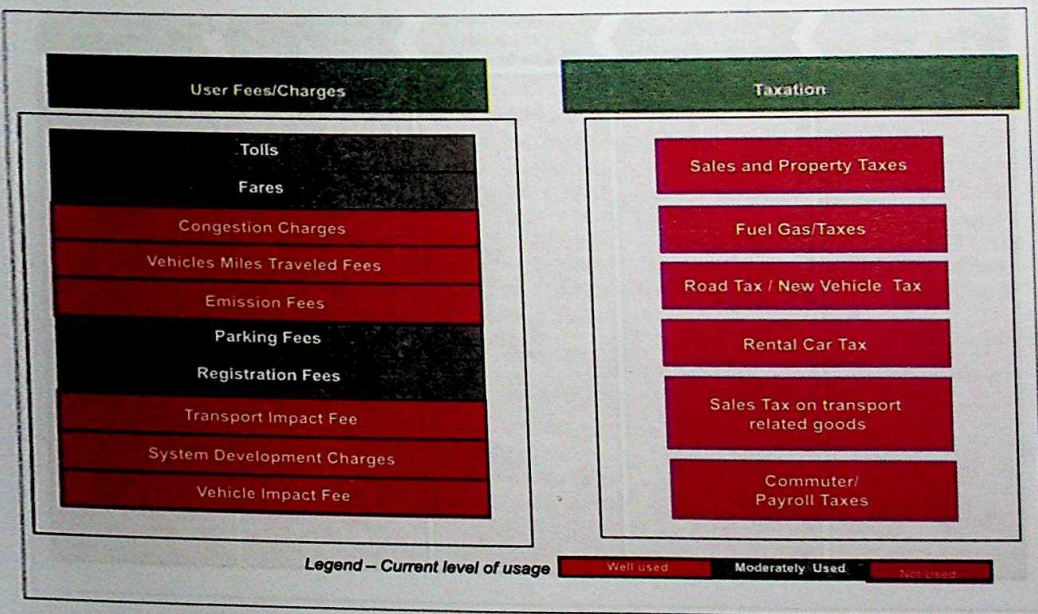 User Fees/Charges
Tolls
Fares
Congestion Charges
Vehicles Miles Traveled Fees
Emission Fees
Parking Fees
Registration Fees
Transport Impact Fee
System Development Charges
Vehicle Impact Fee
Taxation
Sales and Property Taxes
Fuel Gas/Taxes
Road Tax / New Vehicle Tax
Rental Car Tax
Sales Tax on transport
related goods
Commuter/
Payroll Taxes
Legend – Current level of usage
Well used
Moderately Used
Not Used